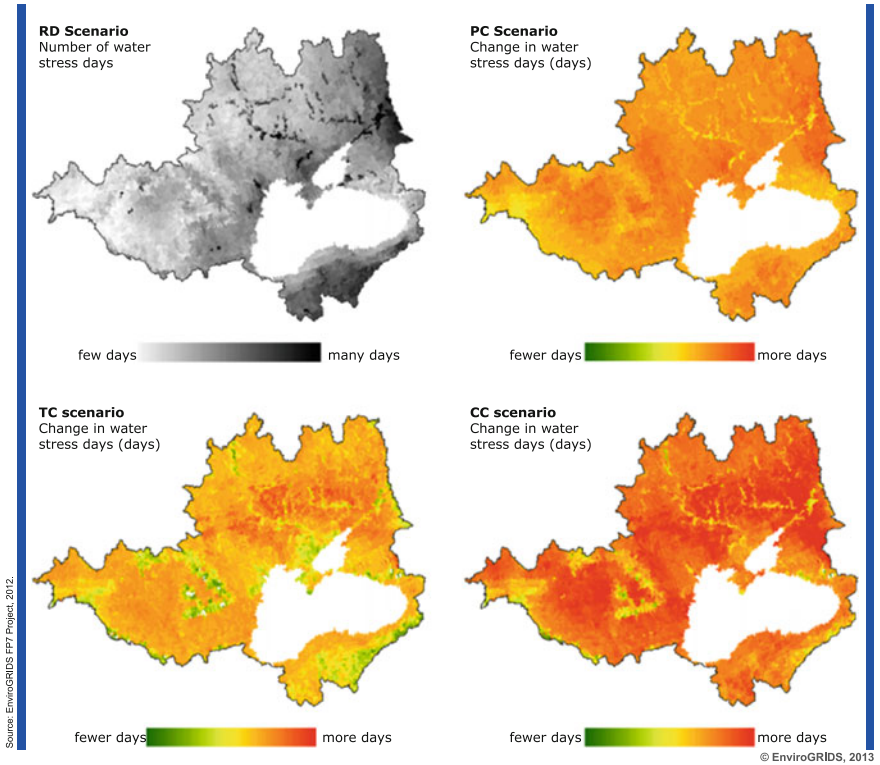 RD Scenario
Number of water
stress days
few days
many days
PC Scenario
Change in water
stress days (days)
fewer days
more days
TC scenario
Change in water
stress days (days)
fewer days
more days
CC scenario
Change in water
stress days (days)
fewer days
more days
Source: EnviroGRIDS FP7 Project, 2012.
© EnviroGRIDS, 2013